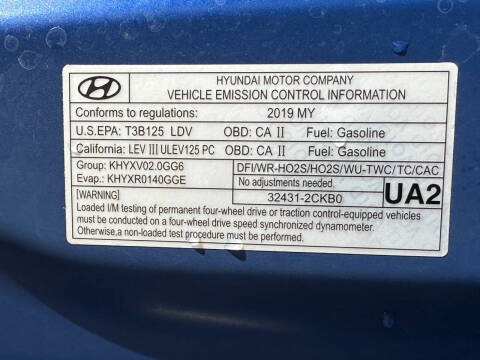 HYUNDAI MOTOR COMPANY
VEHICLE EMISSION CONTROL INFORMATION
Conforms to regulations: 2019 MY
U.S.EPA: T3B125 LDV OBD: CA II Fuel: Gasoline
California: LEV III ULEV125 PC OBD: CA II Fuel: Gasoline
Group: KHYXV02.0GG6 DFI/WR-HO2S/HO2S/WU-TWC/TC/CAC
Evap.: KHYXR0140GGE No adjustments needed.
32431-2CKB0 UA2
[WARNING]
Loaded I/M testing of permanent four-wheel drive or traction control-equipped vehicles
must be conducted on a four-wheel drive speed synchronized dynamometer.
Otherwise,a non-loaded test procedure must be conducted.